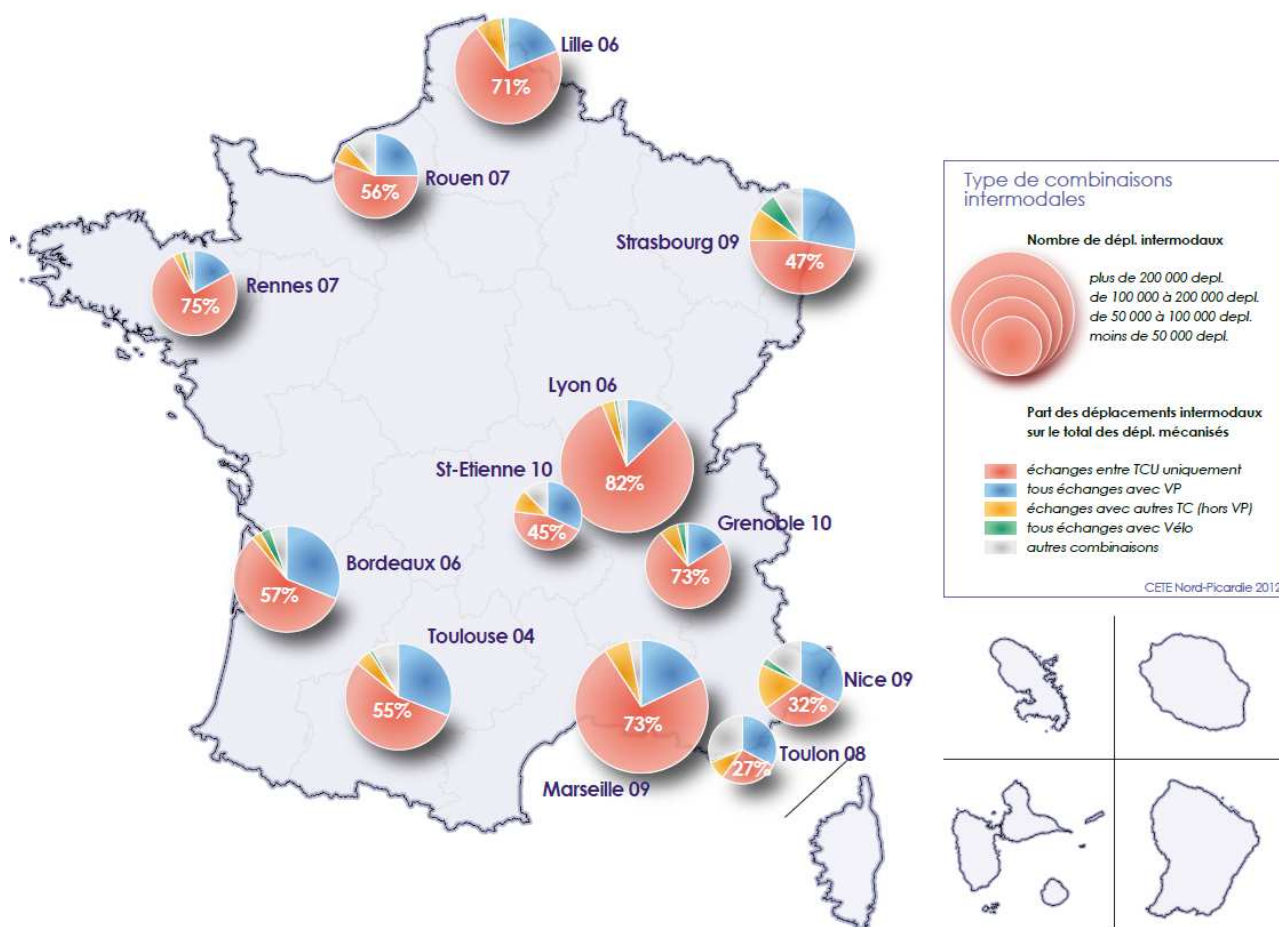 Lille 06
71%
Rouen 07
56%
Strasbourg 09
47%
Rennes 07
75%
Lyon 06
82%
St-Etienne 10
45%
Grenoble 10
73%
Bordeaux 06
57%
Toulouse 04
55%
Marseille 09
73%
Nice 09
32%
Toulon 08
27%
Type de combinaisons
intermodales
Nombre de dépl. intermodaux
plus de 200 000 depl.
de 100 000 à 200 000 depl.
de 50 000 à 100 000 depl.
moins de 50 000 depl.
Part des déplacements intermodaux
sur le total des dépl. mécanisés
échanges entre TCU uniquement
tous échanges avec VP
échanges avec autres TC (hors VP)
tous échanges avec Vélo
autres combinaisons
CETE Nord-Picardie 2012